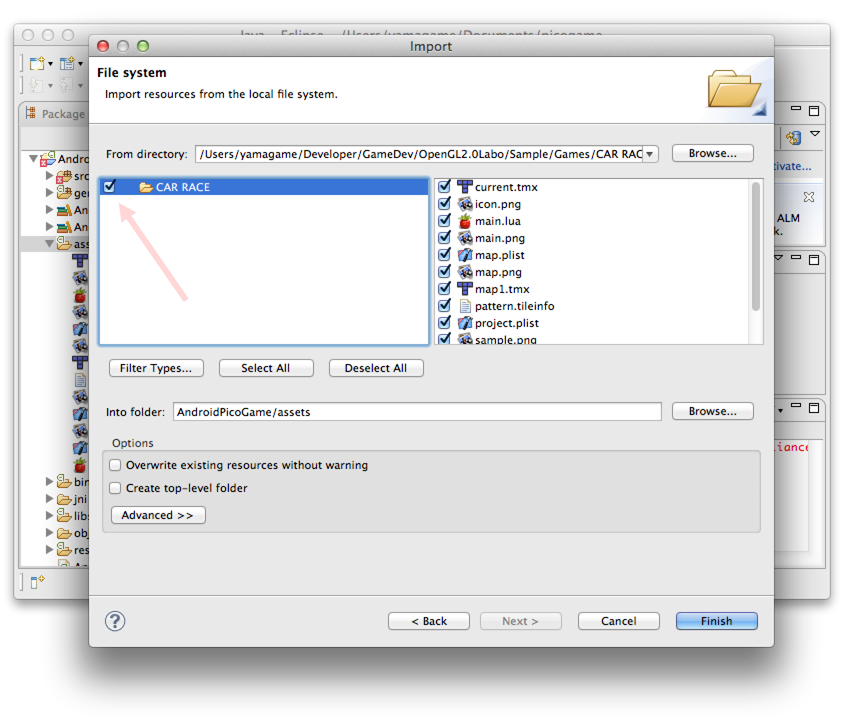 Import
File system
Import resources from the local file system.
Package
From directory:
/Users/yamagame/Developer/GameDev/OpenGL2.0Labo/Sample/Games/CAR RAC
Browse...
ivate...
ALM
k.
Andro
src
ger
An
An
ass
bin
jni
libs
obj
res
CAR RACE
current.tmx
icon.png
main.lua
main.png
map.plist
map.png
map1.tmx
pattern.tileinfo
project.plist
sample.png
Filter Types...
Select All
Deselect All
Into folder:
AndroidPicoGame/assets
Browse...
Options
Overwrite existing resources without warning
Create top-level folder
Advanced >>
liance
?
< Back
Next >
Cancel
Finish